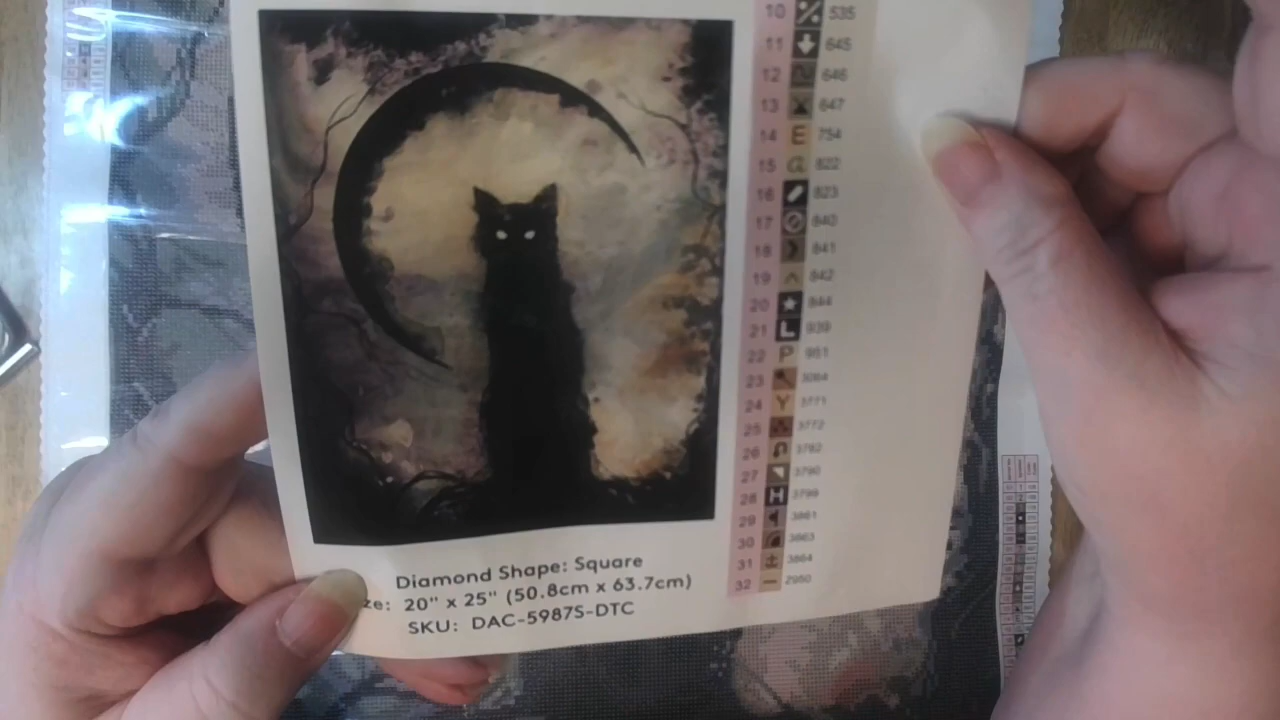 10 535
11 645
12 646
13 647
14 E 754
15 a 822
16 823
17 840
18 841
19 842
20 844
21 L 939
22 P 951
23 3064
24 Y 3771
25 3772
26 3782
27 3790
28 H 3799
29 3861
30 3863
31 3864
32 2950
Diamond Shape: Square
ze: 20" x 25" (50.8cm x 63.7cm)
SKU: DAC-5987S-DTC